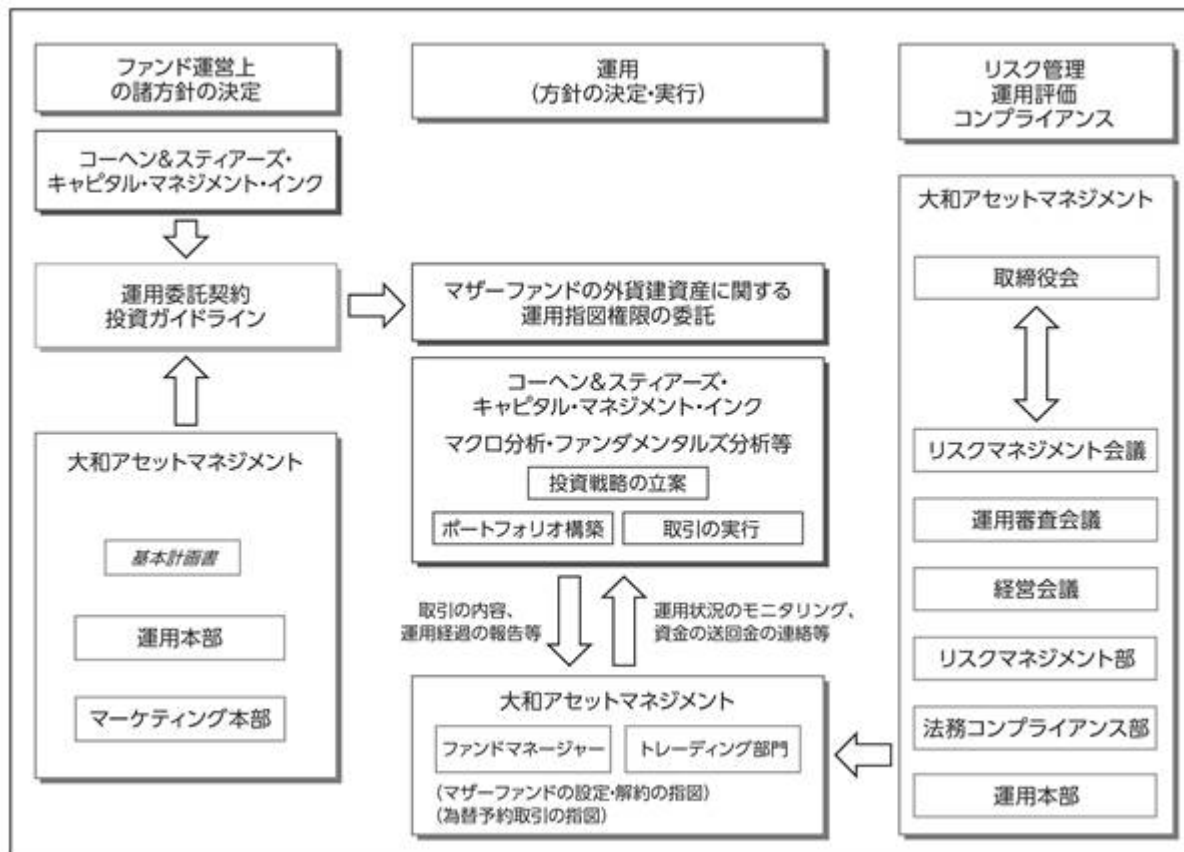 ファンド運営上
の諸方針の決定
コーヘン&スティアーズ・
キャピタル・マネジメント・インク
運用委託契約
投資ガイドライン
大和アセットマネジメント
基本計画書
運用本部
マーケティング本部
運用
(方針の決定・実行)
マザーファンドの外貨建資産に関する
運用指図権限の委託
コーヘン&スティアーズ・
キャピタル・マネジメント・インク
マクロ分析・ファンダメンタルズ分析等
投資戦略の立案
ポートフォリオ構築
取引の実行
取引の内容、
運用経過の報告等
運用状況のモニタリング、
資金の送回金の連絡等
大和アセットマネジメント
ファンドマネージャー
トレーディング部門
(マザーファンドの設定・解約の指図)
(為替予約取引の指図)
リスク管理
運用評価
コンプライアンス
大和アセットマネジメント
取締役会
リスクマネジメント会議
運用審査会議
経営会議
リスクマネジメント部
法務コンプライアンス部
運用本部